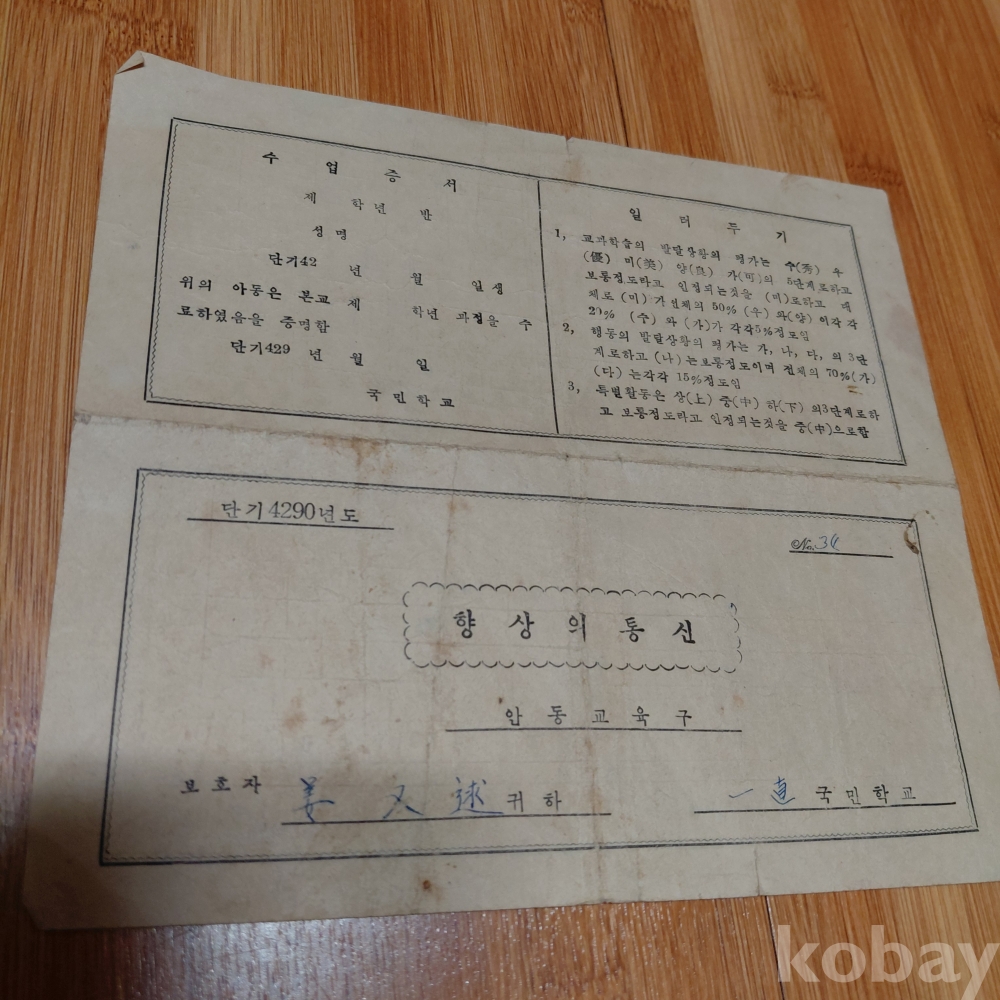 수 업 증 서
제 학년 반
성명
단기42 년 월 일생
위의 아동은 본교 제 학년 과정을 수
료하였음을 증명함
단기429 년 월 일
국민학교
일 러 두 기
1, 교과학습의 발달상황의 평가는 수(秀) 우
(優) 미(美) 양(良) 가(可)의 5단계로하고
보통정도라고 인정되는것을 (미)로하고 대
체로 (미)가전체의 50% (우) 와(양) 이각각
20% (수) 와 (가)가 각각5%정도임
2, 행동의 발달상황의 평가는 가, 나, 다, 의 3단
계로하고 (나) 는보통정도이며 전체의 70%(가)
(다) 는각각 15%정도임
3, 특별활동은 상(上) 중(中) 하(下) 의3단계로하
고 보통정도라고 인정되는것을 중(中)으로함
단기4290년도
©No. 34
향 상 의 통 신
안 동 교 육 구
보호자 姜 又 逑 귀하
一直 국민학교
kobay